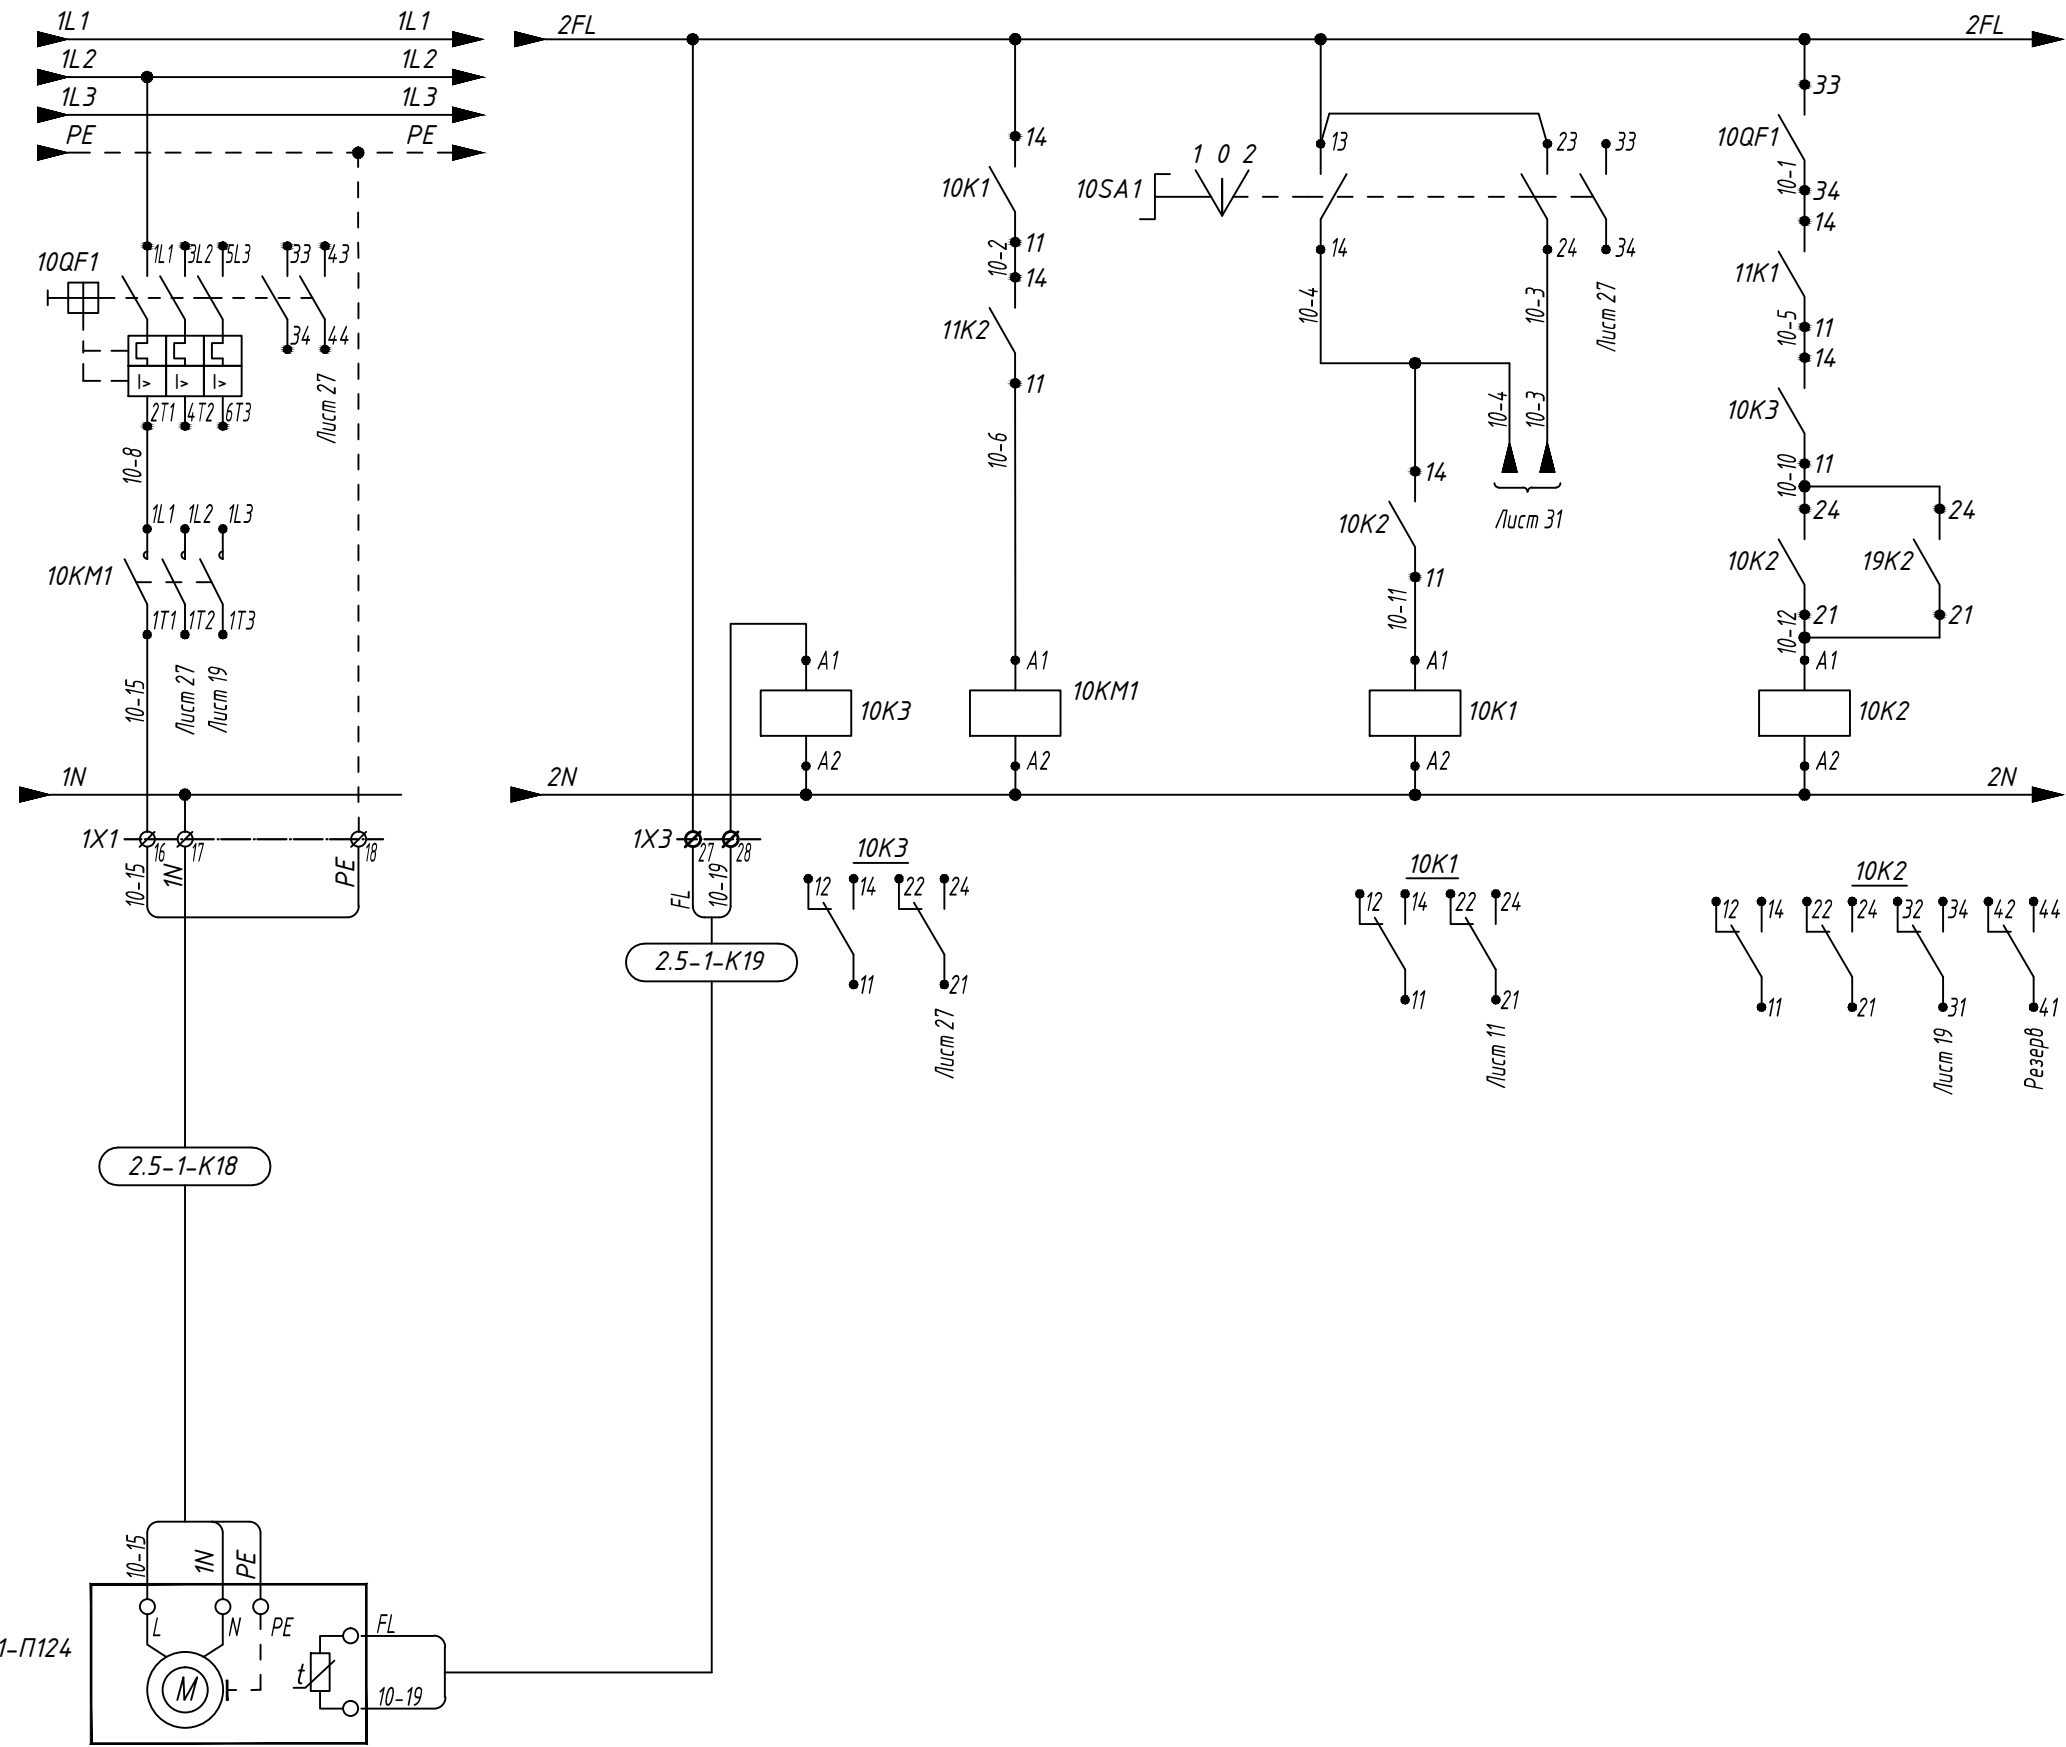 1L1 1L1 2FL 2FL
1L2 1L2
1L3 1L3
PE PE
33
14 13 23 33
1 0 2
10QF1
10K1 10SA1
10-1
34
14
10-2
11
14
14 24 34
10QF1
1L1 3L2 5L3 33 43
11K1
10-4 10-3 Лист 27
11K2
10-5
11
14
34 44
I> I> I>
2T1 4T2 6T3
Лист 27
11
10-4 10-3
10K3
10-8
10-6
14
10-10
11
1L1 1L2 1L3
10K2
Лист 31
24 24
10KM1
11
10K2 19K2
1T1 1T2 1T3
10-11
10-12
21 21
10-15
Лист 27
Лист 19
A1 A1 A1 A1
10K3 10KM1 10K1 10K2
A2 A2 A2 A2
1N 2N 2N
1X1 16 17 18
1X3 27 28
10-15 1N PE
FL 10-19
10K3
12 14 22 24
11 21
Лист 27
10K1
12 14 22 24
11 21
Лист 11
10K2
12 14 22 24 32 34 42 44
11 21 31 41
Лист 19
Резерв
2.5-1-К19
2.5-1-К18
10-15 1N PE
L N PE
FL
1-П124
M
t
10-19